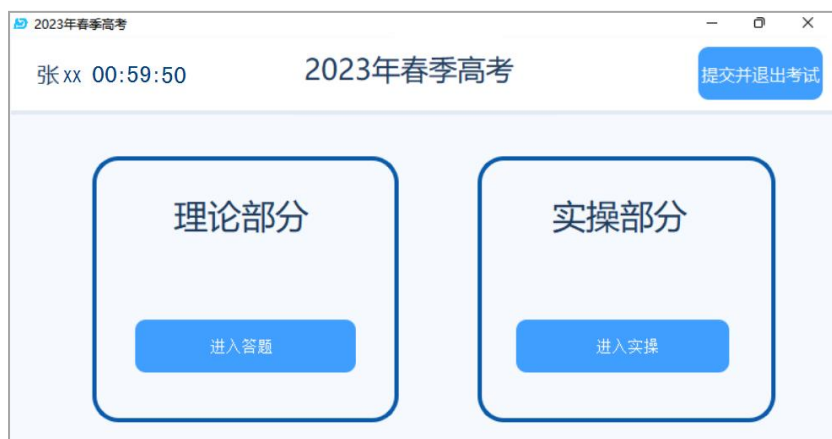 2023年春季高考
张xx 00:59:50
2023年春季高考
提交并退出考试
理论部分
实操部分
进入答题
进入实操